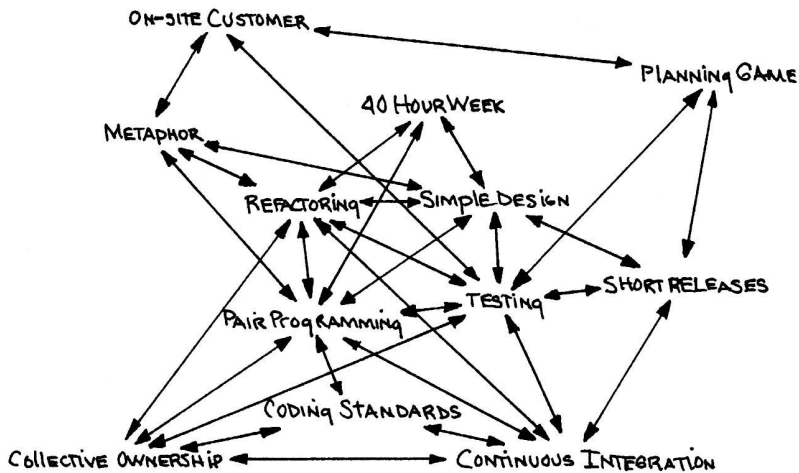 On-site Customer
Planning Game
40 Hour Week
Metaphor
Refactoring
Simple Design
Short Releases
Testing
Pair Programming
Coding Standards
Collective Ownership
Continuous Integration